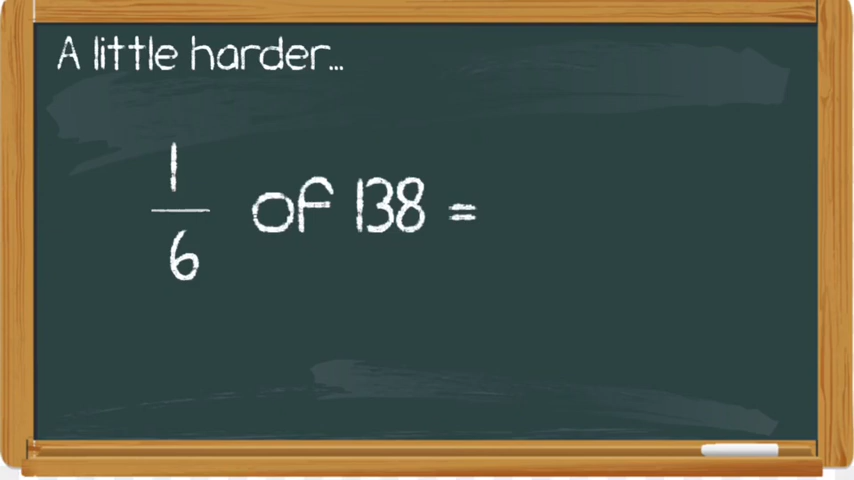 A little harder...
1/6 of 138 =